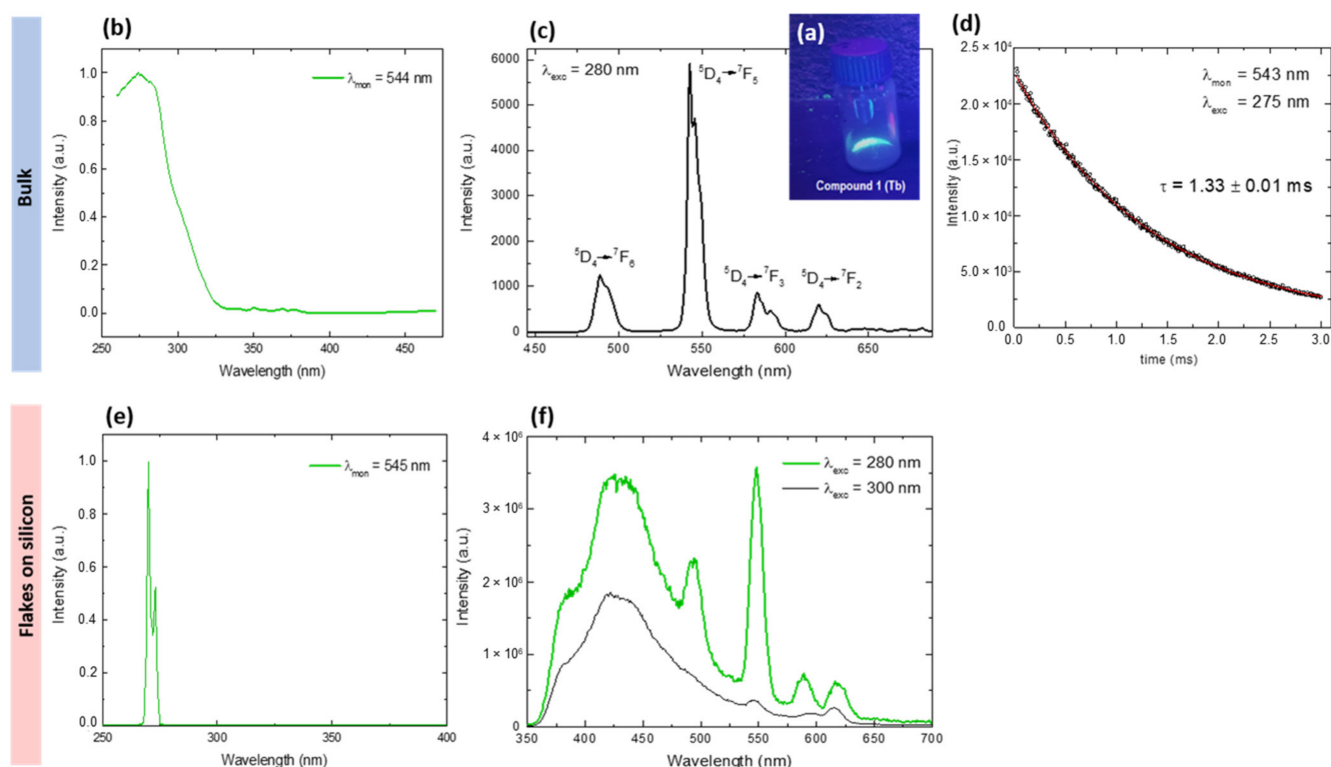 Bulk
(b)
λmon = 544 nm
Intensity (a.u.)
1.0
0.8
0.6
0.4
0.2
0.0
250 300 350 400 450
Wavelength (nm)
(c)
λexc = 280 nm
⁵D₄→⁷F₅
⁵D₄→⁷F₆
⁵D₄→⁷F₃
⁵D₄→⁷F₂
Intensity (a.u.)
6000
5000
4000
3000
2000
1000
0
450 500 550 600 650
Wavelength (nm)
(a)
Compound 1 (Tb)
(d)
λmon = 543 nm
λexc = 275 nm
τ = 1.33 ± 0.01 ms
Intensity (a.u.)
2.5 × 10⁴
2.0 × 10⁴
1.5 × 10⁴
1.0 × 10⁴
5.0 × 10³
0.0
0.0 0.5 1.0 1.5 2.0 2.5 3.0
time (ms)
Flakes on silicon
(e)
λmon = 545 nm
Intensity (a.u.)
1.0
0.8
0.6
0.4
0.2
0.0
250 300 350 400
Wavelength (nm)
(f)
λexc = 280 nm
λexc = 300 nm
Intensity (a.u.)
4 × 10⁶
3 × 10⁶
2 × 10⁶
1 × 10⁶
0
350 400 450 500 550 600 650 700
Wavelength (nm)